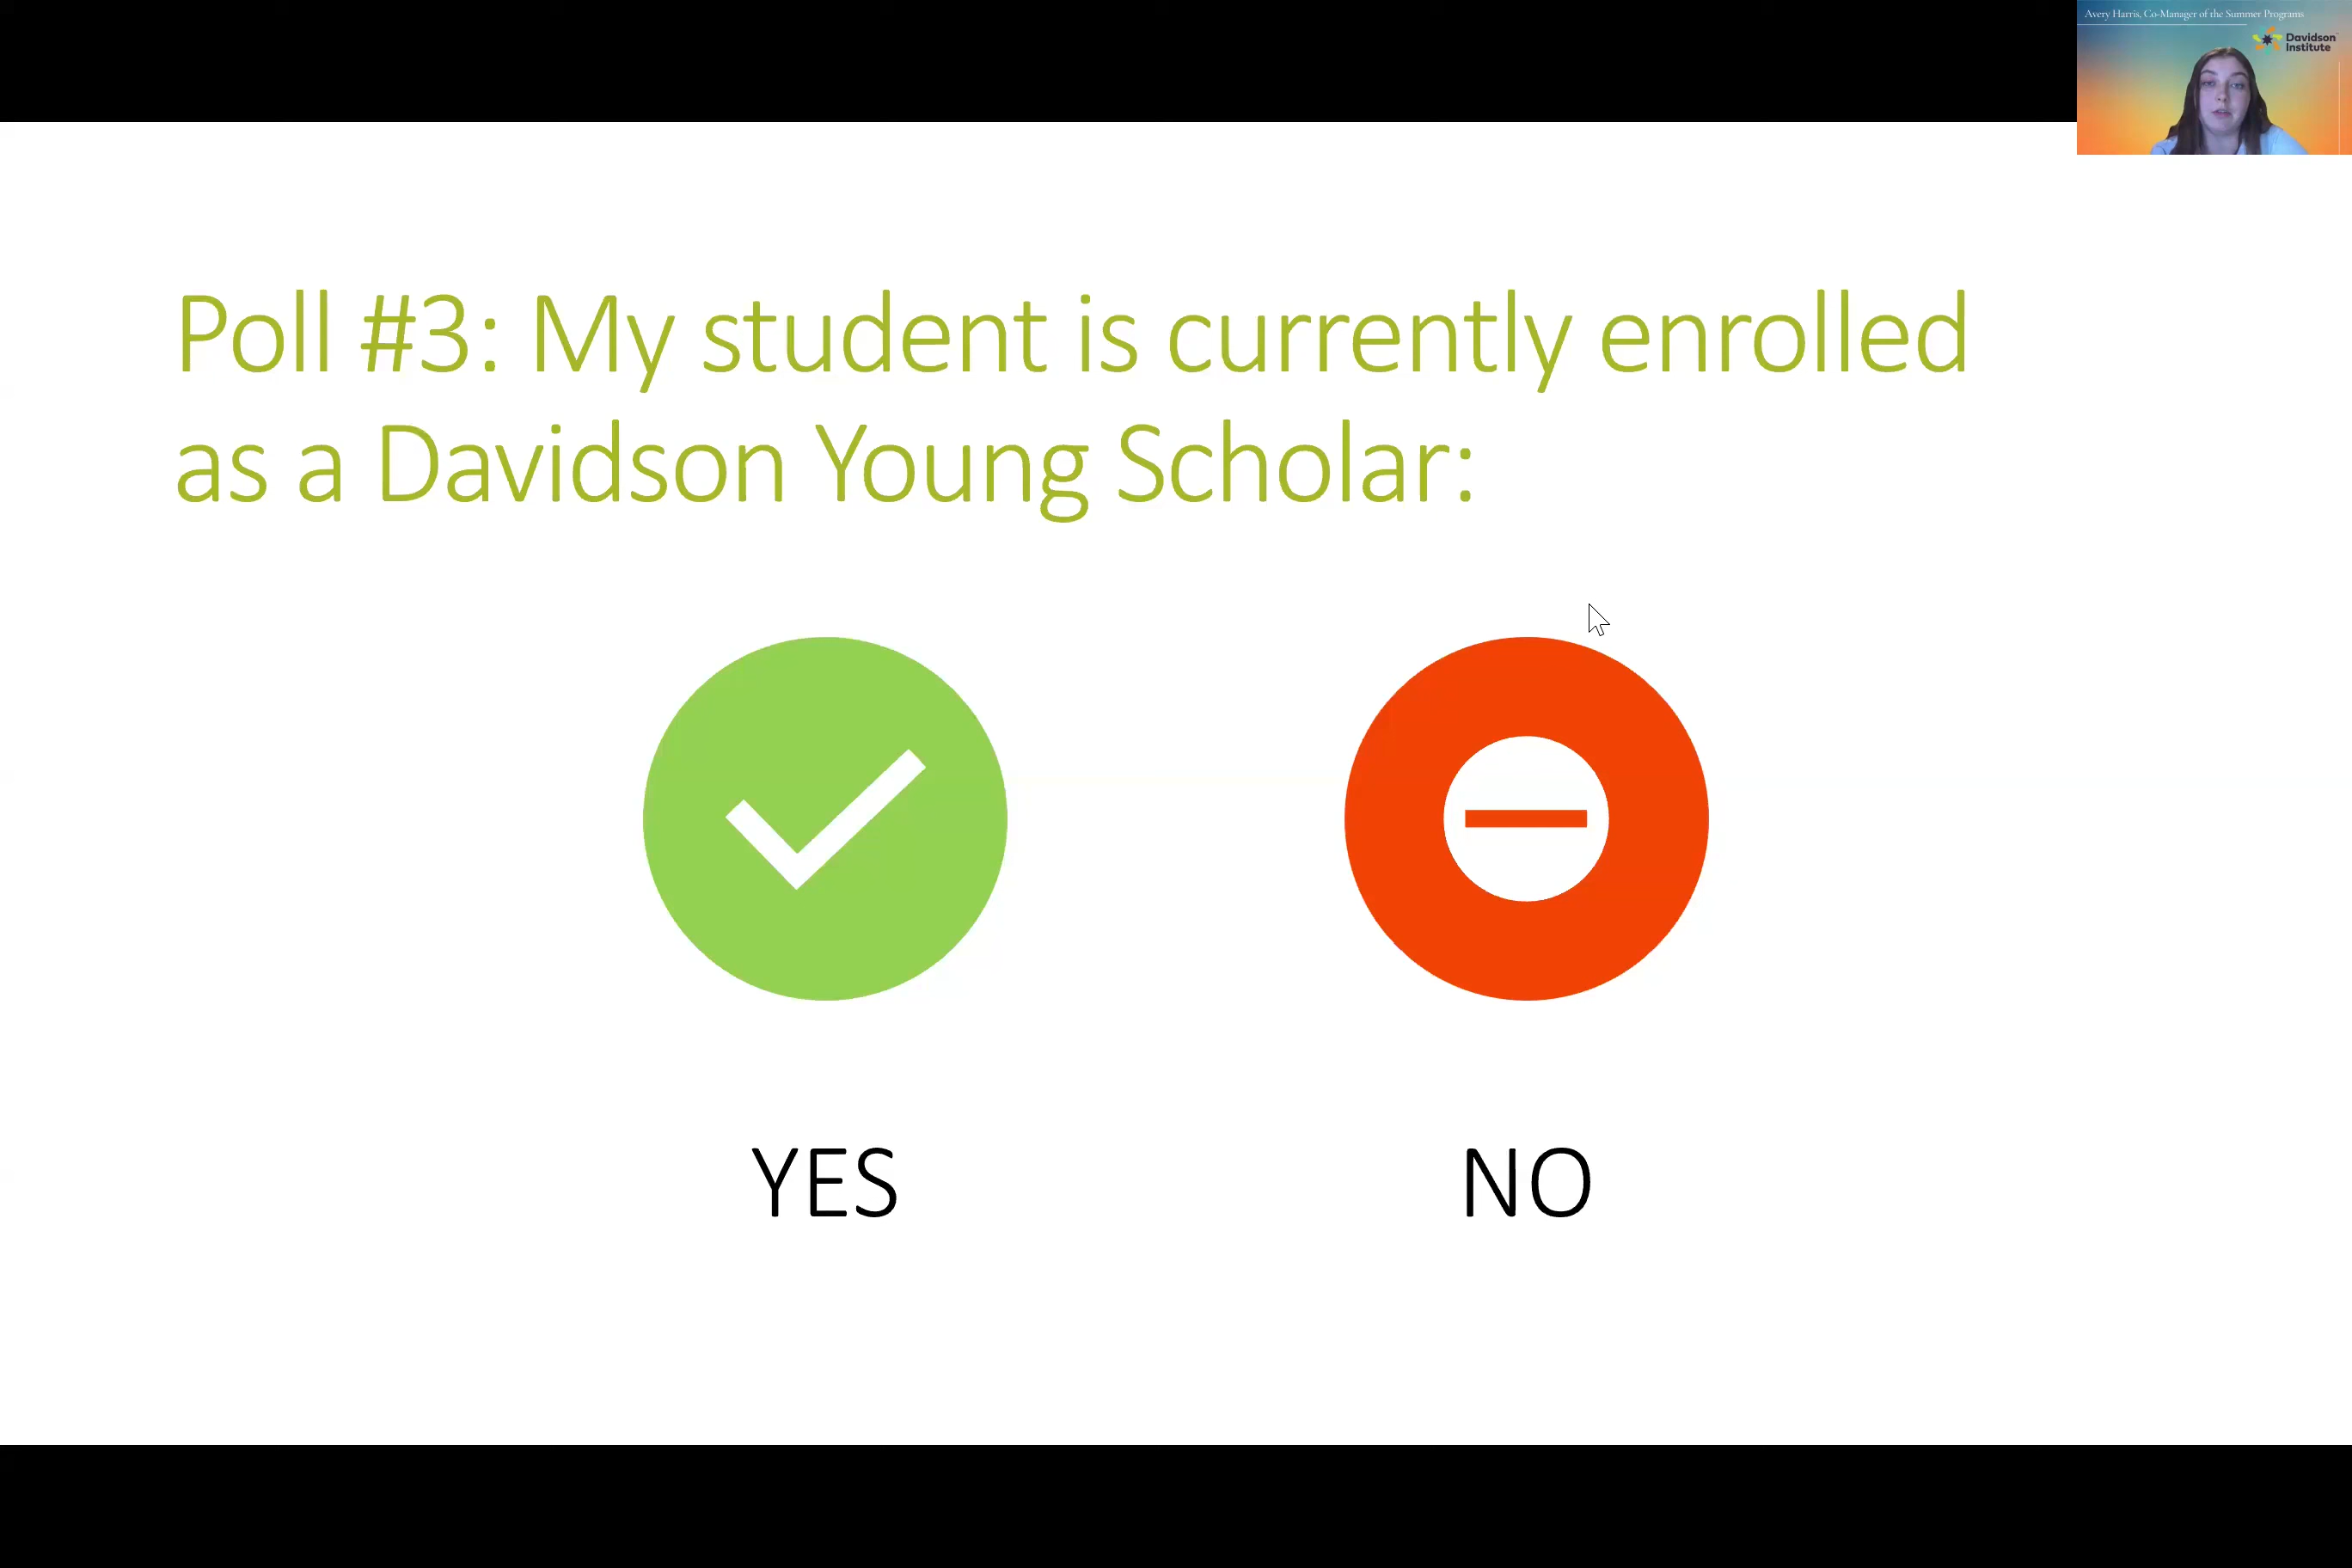 Avery Harris, Co-Manager of the Summer Programs
Davidson
Institute
Poll #3: My student is currently enrolled
as a Davidson Young Scholar:
YES
NO